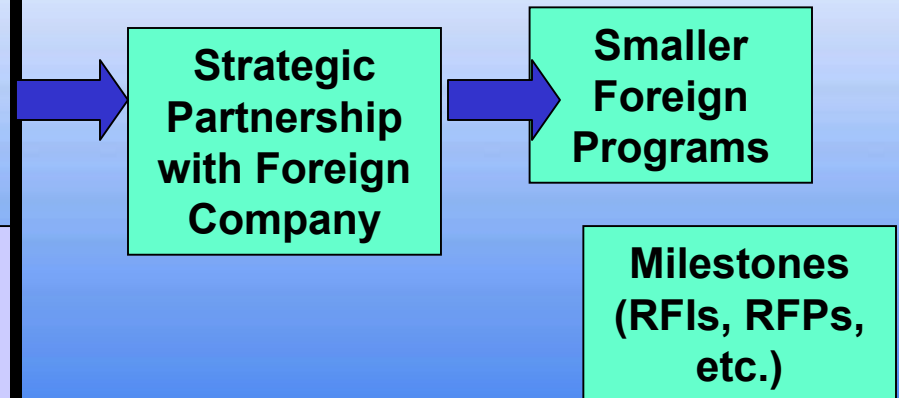 Strategic
Partnership
with Foreign
Company
Smaller
Foreign
Programs
Milestones
(RFIs, RFPs,
etc.)